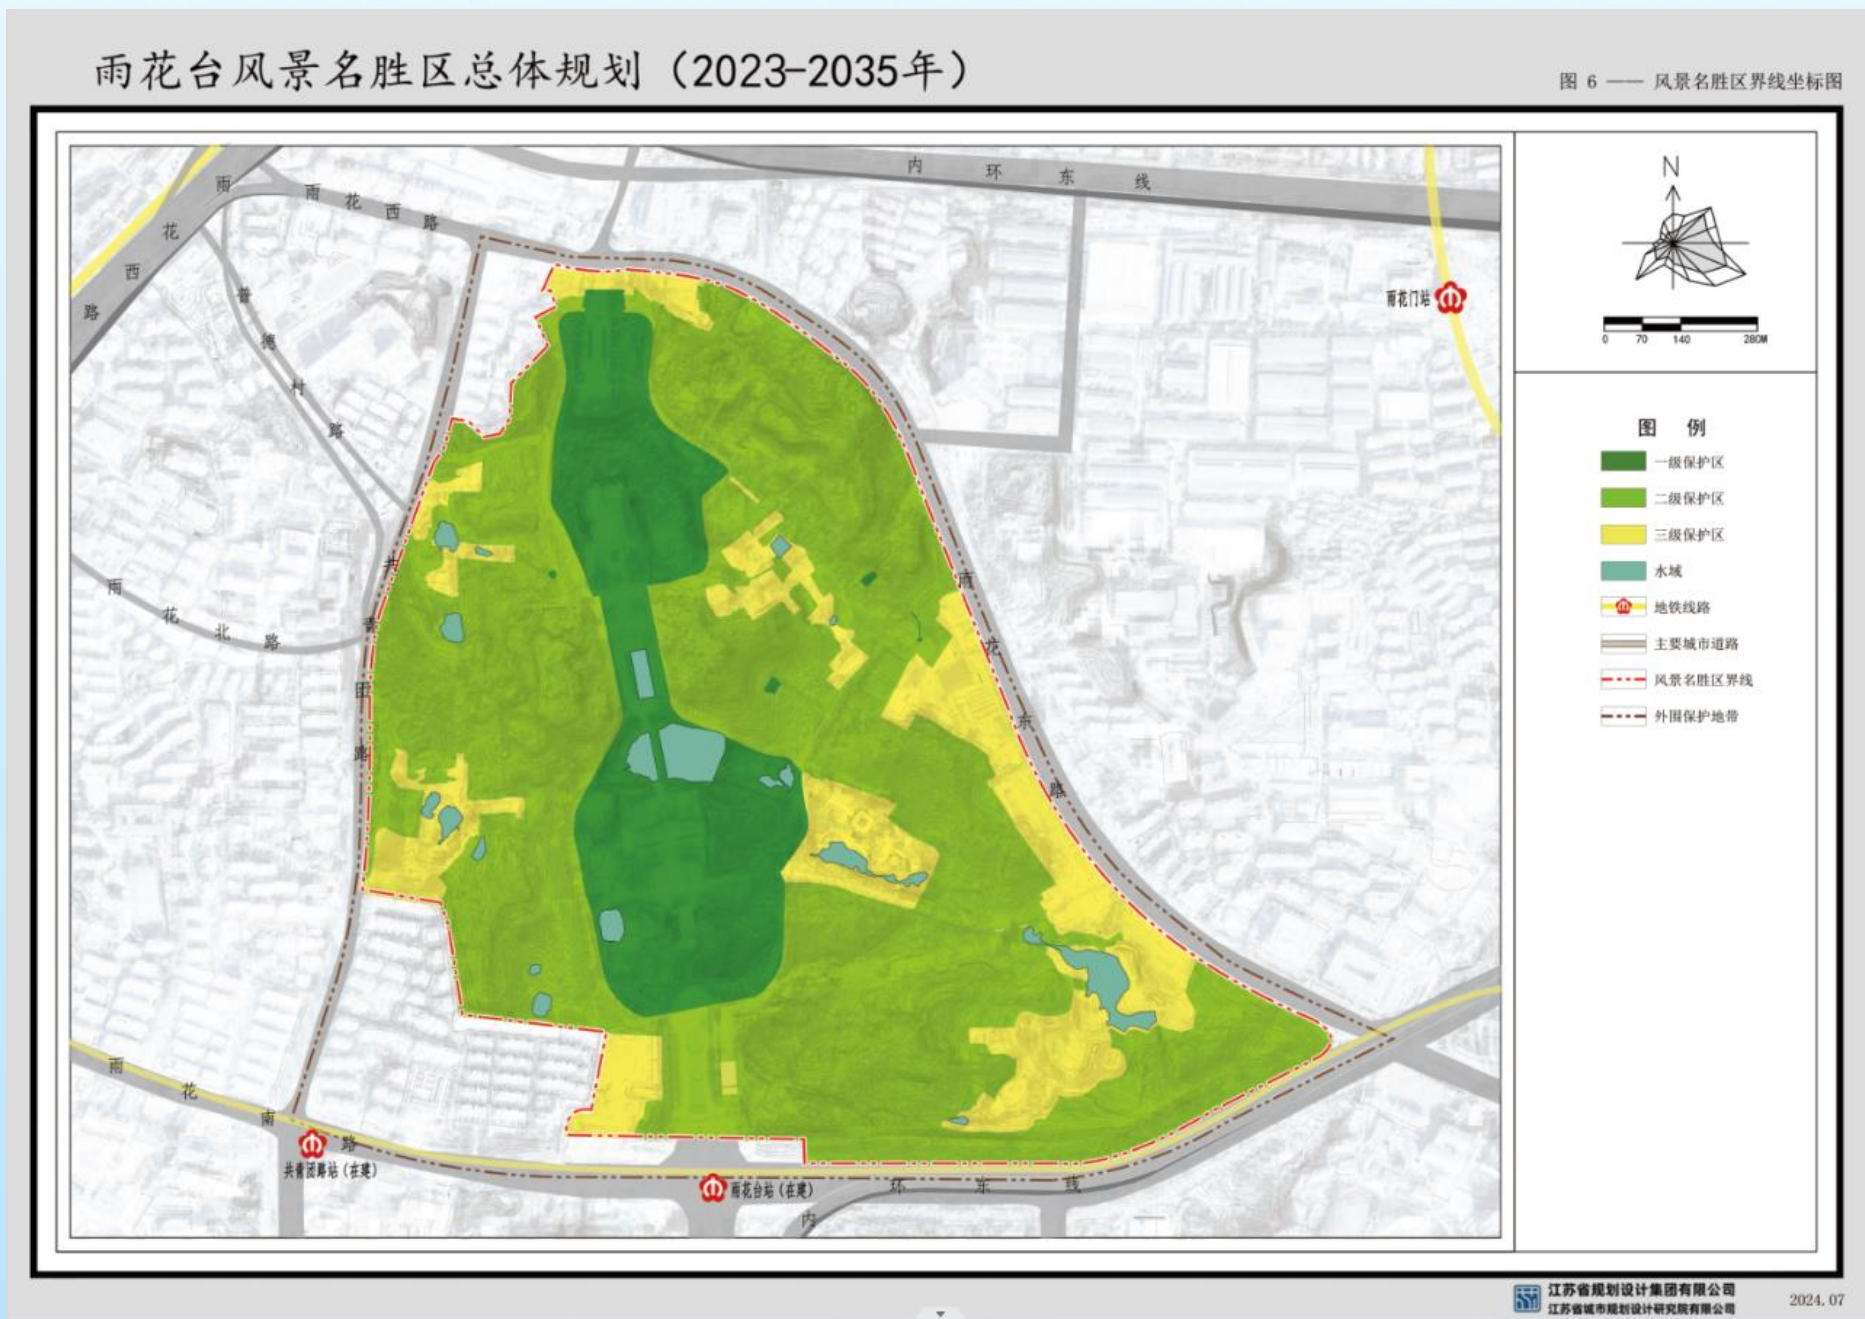 雨花台风景名胜区总体规划（2023-2035年）
图 6 —— 风景名胜区界线坐标图
内环东线
雨花西路
雨花西路
普德村路
雨花门站
雨花北路
共青团路
雨花东路
雨花南路
共青团路站（在建）
雨花台站（在建）
内环东线
N
0 70 140 280M
图 例
一级保护区
二级保护区
三级保护区
水域
地铁线路
主要城市道路
风景名胜区界线
外围保护地带
江苏省规划设计集团有限公司
江苏省城市规划设计研究院有限公司
2024.07